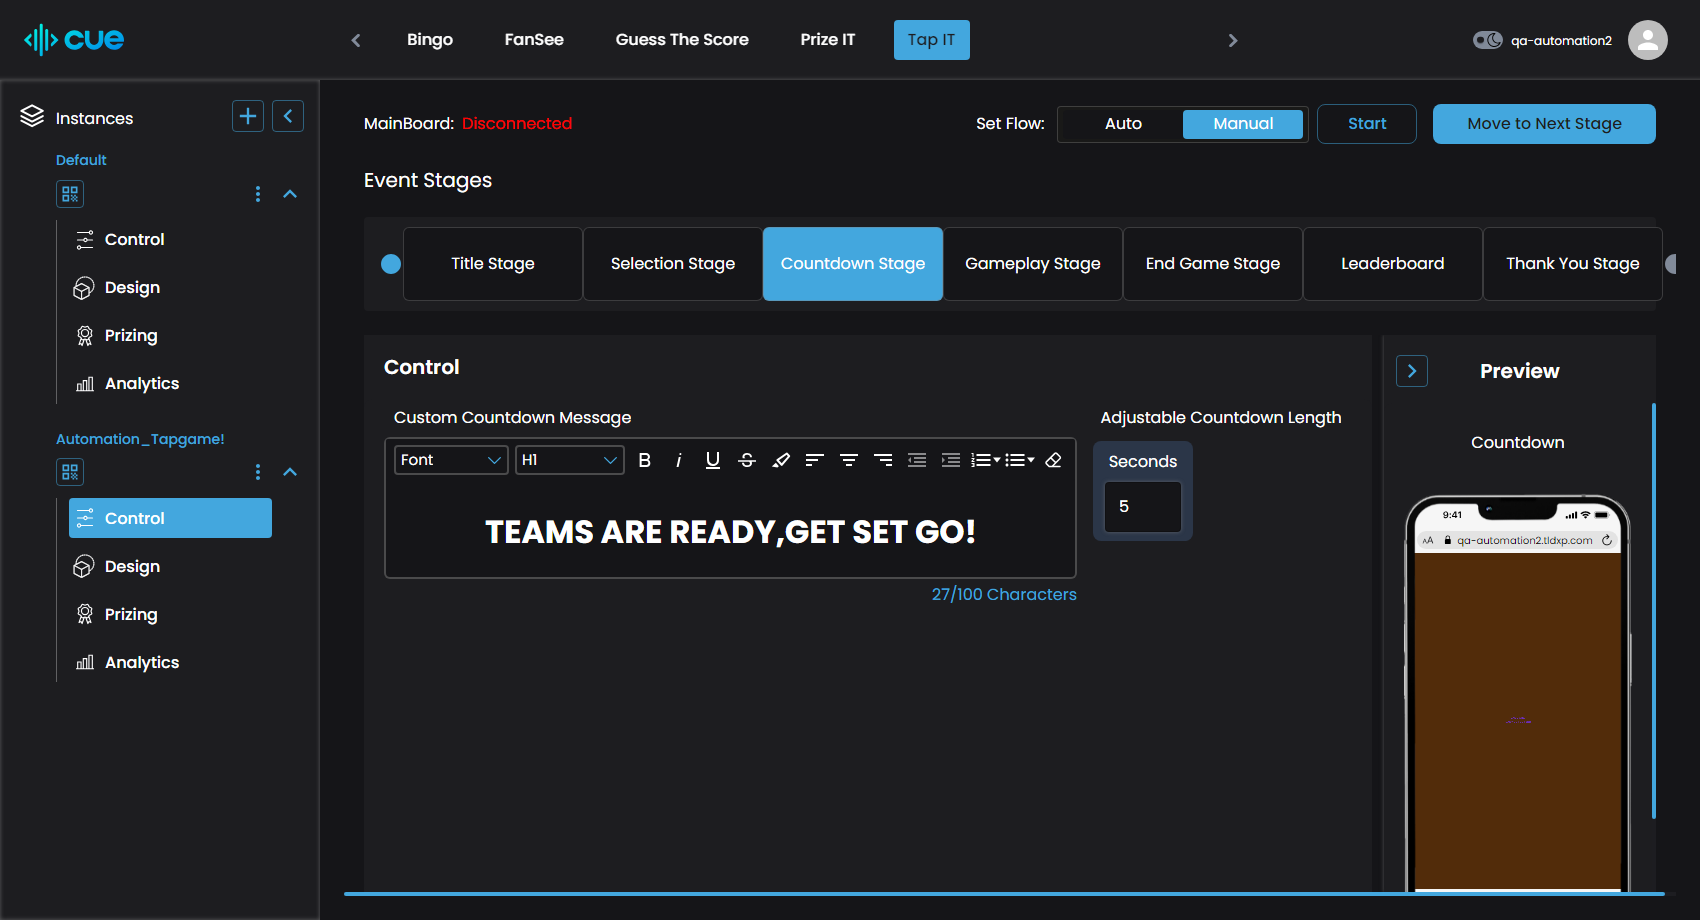 cue
Bingo
FanSee
Guess The Score
Prize IT
Tap IT
qa-automation2
Instances
Default
Control
Design
Prizing
Analytics
Automation_Tapgame!
Control
Design
Prizing
Analytics
MainBoard: Disconnected
Set Flow:
Auto
Manual
Start
Move to Next Stage
Event Stages
Title Stage
Selection Stage
Countdown Stage
Gameplay Stage
End Game Stage
Leaderboard
Thank You Stage
Control
Custom Countdown Message
Font
H1
B
i
U
S
TEAMS ARE READY,GET SET GO!
27/100 Characters
Adjustable Countdown Length
Seconds
5
Preview
Countdown
9:41
AA
qa-automation2.tldxp.com